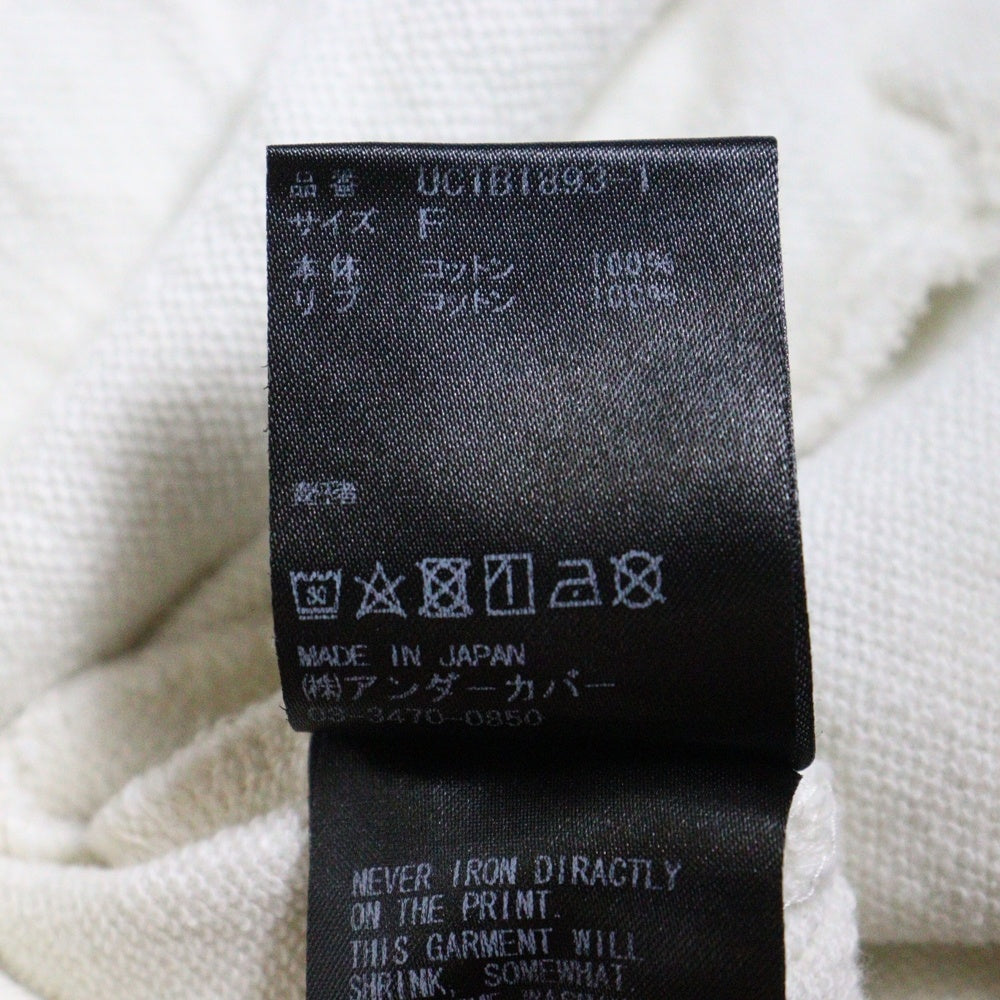 品番 UC1B1893-1
サイズ F
本体 コットン 100%
リブ コットン 100%
30
MADE IN JAPAN
(株)アンダーカバー
03-3470-0850
NEVER IRON DIRACTLY
ON THE PRINT.
THIS GARMENT WILL
SHRINK, SOMEWHAT